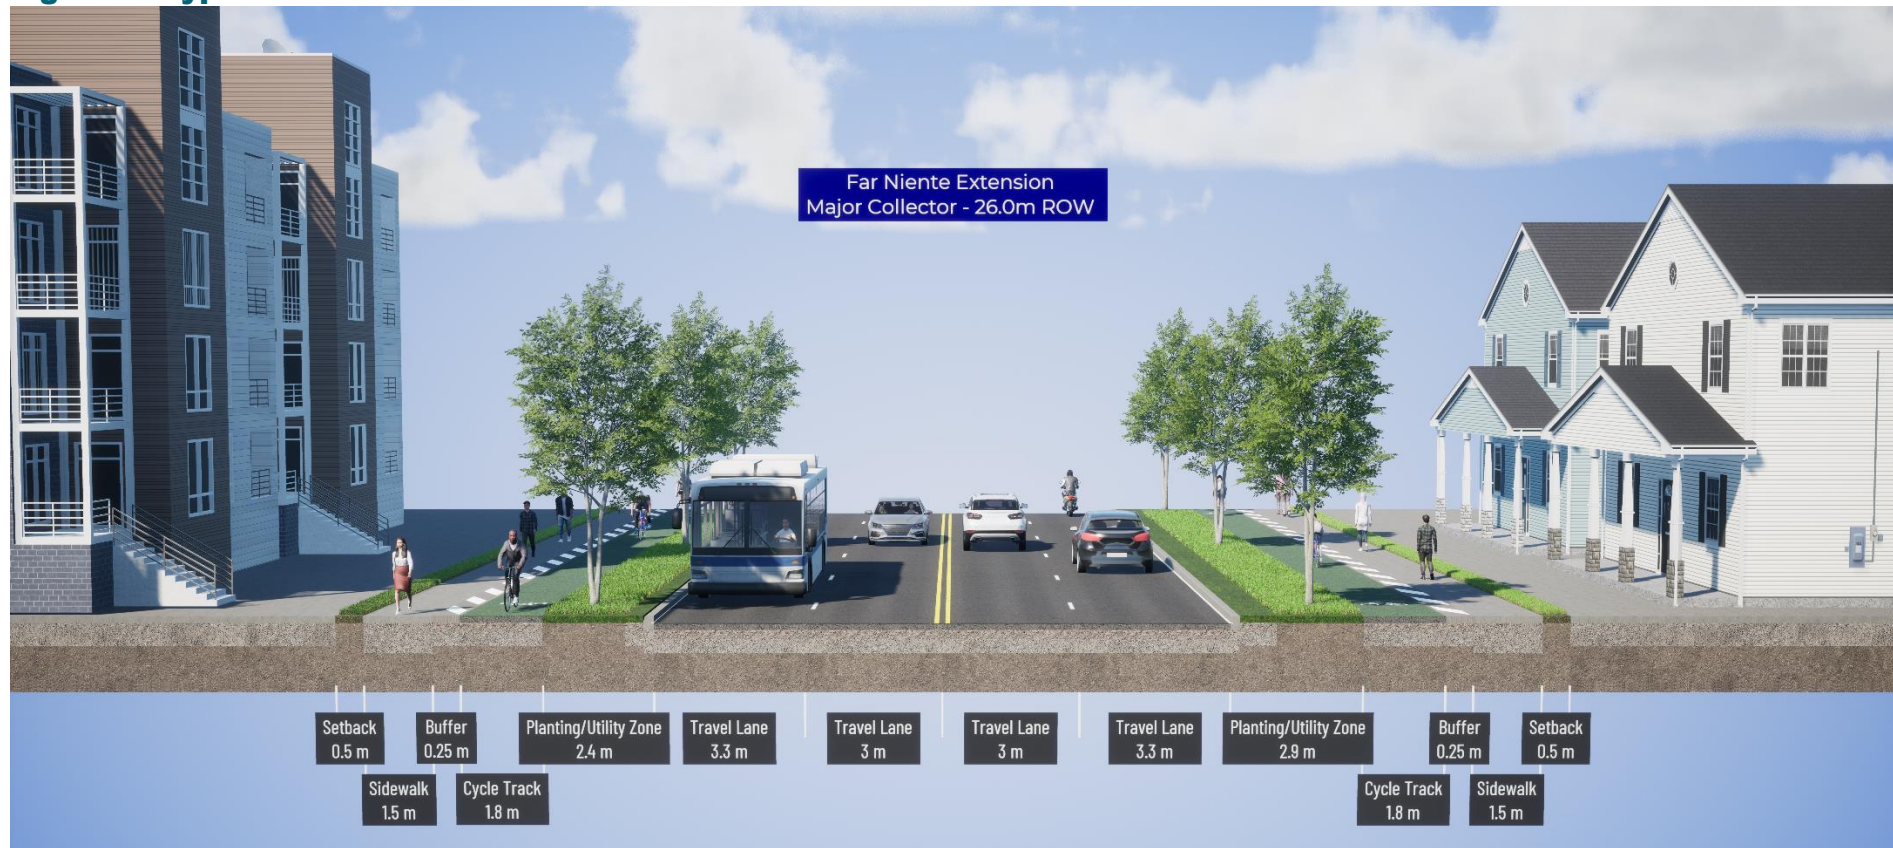 Far Niente Extension
Major Collector - 26.0m ROW
Setback
0.5 m
Sidewalk
1.5 m
Buffer
0.25 m
Cycle Track
1.8 m
Planting/Utility Zone
2.4 m
Travel Lane
3.3 m
Travel Lane
3 m
Travel Lane
3 m
Travel Lane
3.3 m
Planting/Utility Zone
2.9 m
Cycle Track
1.8 m
Buffer
0.25 m
Sidewalk
1.5 m
Setback
0.5 m